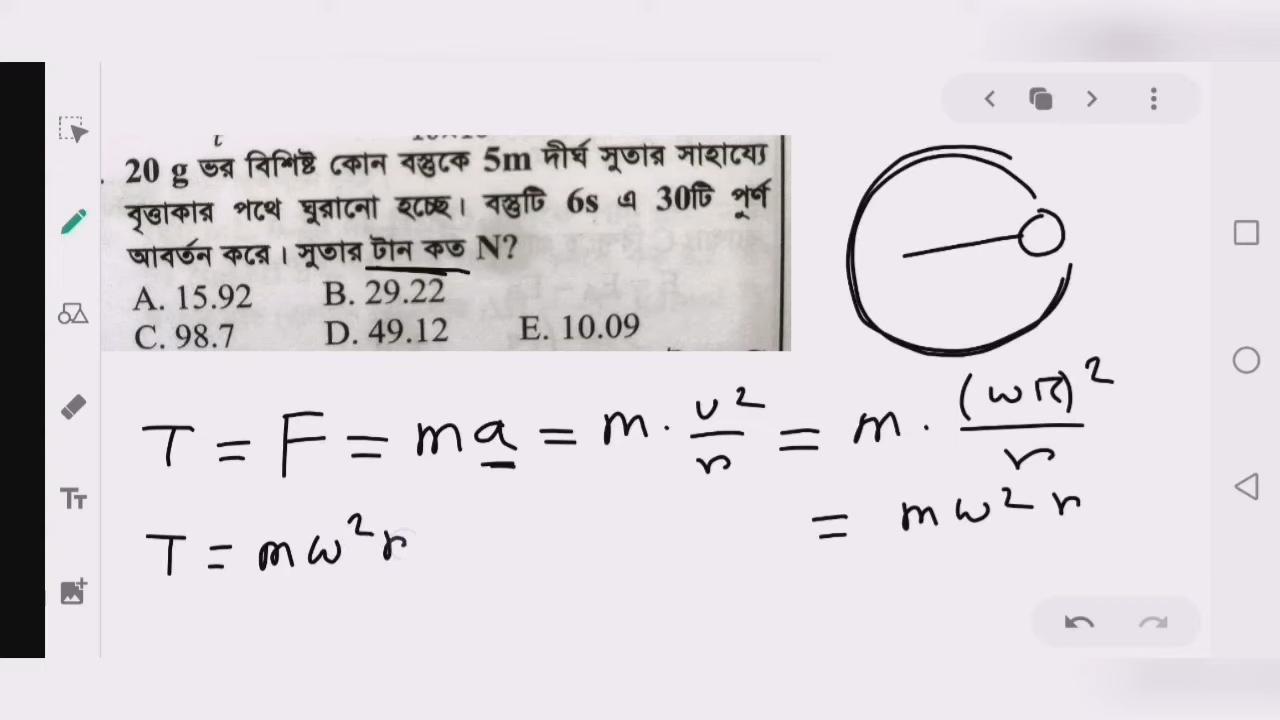 20 g ভর বিশিষ্ট কোন বস্তুকে 5m দীর্ঘ সূতার সাহায্যে
বৃত্তাকার পথে ঘুরানো হচ্ছে। বস্তুটি 6s এ 30টি পূর্ণ
আবর্তন করে। সূতার টান কত N?
A. 15.92 B. 29.22
C. 98.7 D. 49.12 E. 10.09
T = F = ma = m · v²/r = m · (ωR)²/r
= mω²r
T = mω²r
Tт